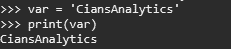 >>> var = 'CiansAnalytics'
>>> print(var)
CiansAnalytics